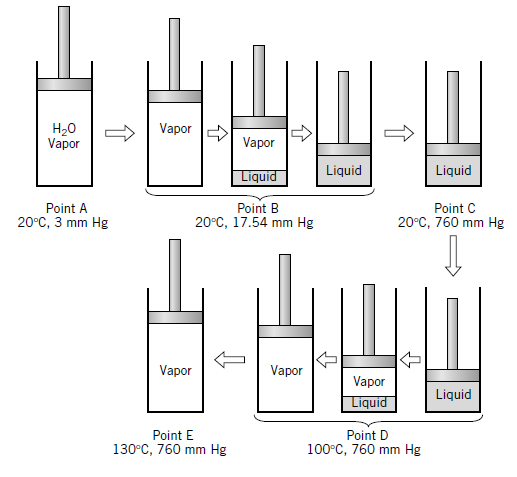 H₂O
Vapor
Vapor
Vapor
Liquid
Liquid
Liquid
Point A
20°C, 3 mm Hg
Point B
20°C, 17.54 mm Hg
Point C
20°C, 760 mm Hg
Vapor
Vapor
Vapor
Liquid
Liquid
Point E
130°C, 760 mm Hg
Point D
100°C, 760 mm Hg